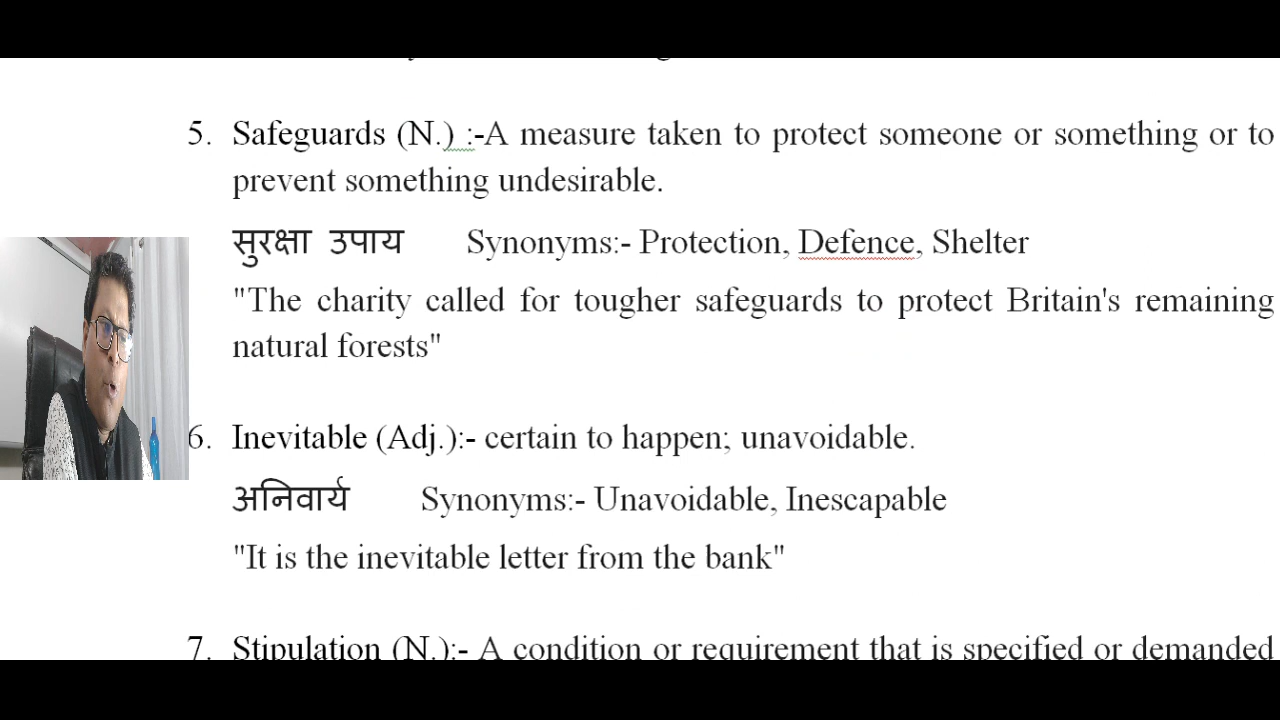 5. Safeguards (N.) :-A measure taken to protect someone or something or to
prevent something undesirable.
सुरक्षा उपाय Synonyms:- Protection, Defence, Shelter
"The charity called for tougher safeguards to protect Britain's remaining
natural forests"
6. Inevitable (Adj.):- certain to happen; unavoidable.
अनिवार्य Synonyms:- Unavoidable, Inescapable
"It is the inevitable letter from the bank"
7. Stipulation (N.):- A condition or requirement that is specified or demanded